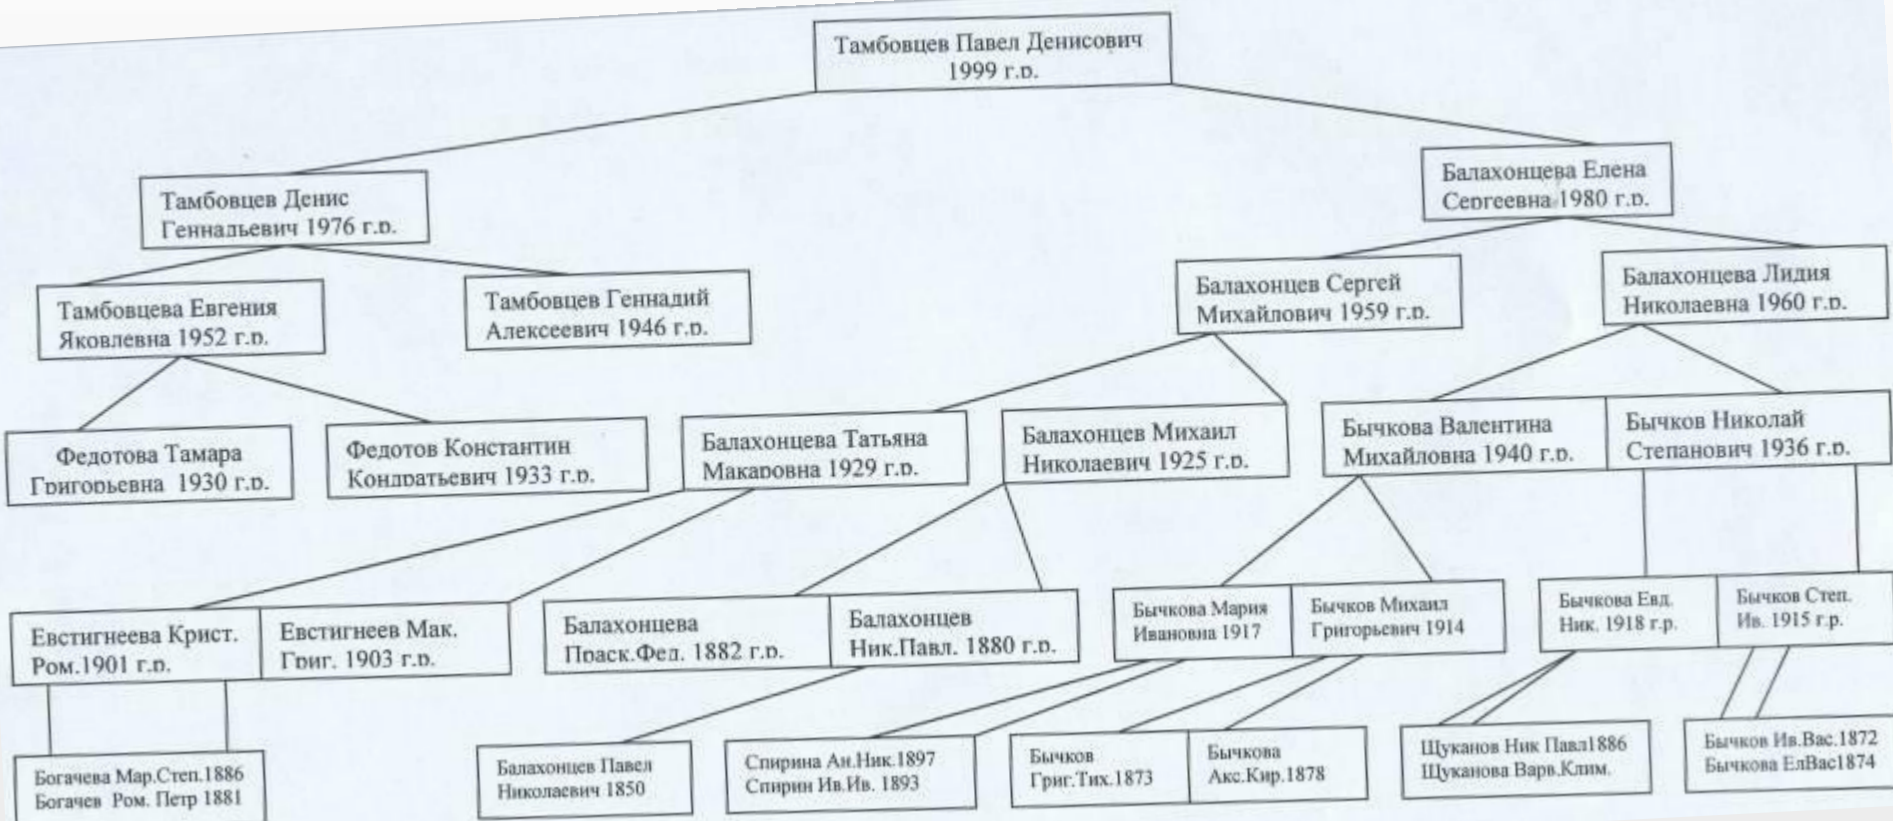 Тамбовцев Павел Денисович
1999 г.р.
Тамбовцев Денис
Геннадьевич 1976 г.р.
Балахонцева Елена
Сергеевна 1980 г.р.
Тамбовцева Евгения
Яковлевна 1952 г.р.
Тамбовцев Геннадий
Алексеевич 1946 г.р.
Балахонцев Сергей
Михайлович 1959 г.р.
Балахонцева Лидия
Николаевна 1960 г.р.
Федотова Тамара
Григорьевна 1930 г.р.
Федотов Константин
Кондратьевич 1933 г.р.
Балахонцева Татьяна
Макаровна 1929 г.р.
Балахонцев Михаил
Николаевич 1925 г.р.
Бычкова Валентина
Михайловна 1940 г.р.
Бычков Николай
Степанович 1936 г.р.
Евстигнеева Крист.
Ром.1901 г.р.
Евстигнеев Мак.
Григ. 1903 г.р.
Балахонцева
Праск.Фед. 1882 г.р.
Балахонцев
Ник.Павл. 1880 г.р.
Бычкова Мария
Ивановна 1917
Бычков Михаил
Григорьевич 1914
Бычкова Евд.
Ник. 1918 г.р.
Бычков Степ.
Ив. 1915 г.р.
Богачева Мар.Степ.1886
Богачев Ром. Петр 1881
Балахонцев Павел
Николаевич 1850
Спирина Ан.Ник.1897
Спирин Ив.Ив. 1893
Бычков
Григ.Тих.1873
Бычкова
Акс.Кир.1878
Щуканов Ник Павл1886
Щуканова Варв.Клим.
Бычков Ив.Вас.1872
Бычкова ЕлВас1874